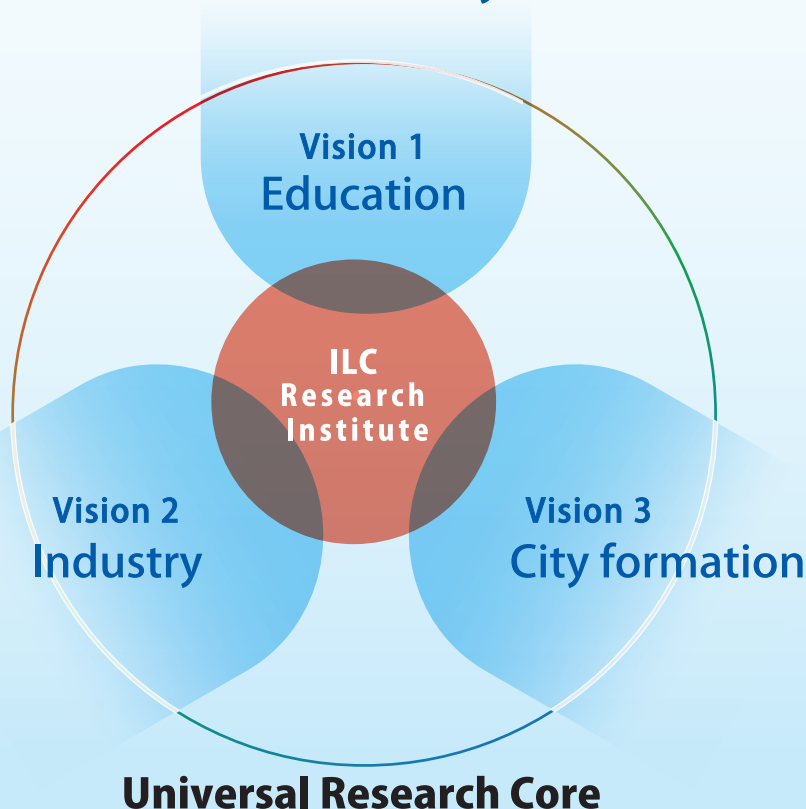 Vision 1
Education
ILC
Research
Institute
Vision 2
Industry
Vision 3
City formation
Universal Research Core